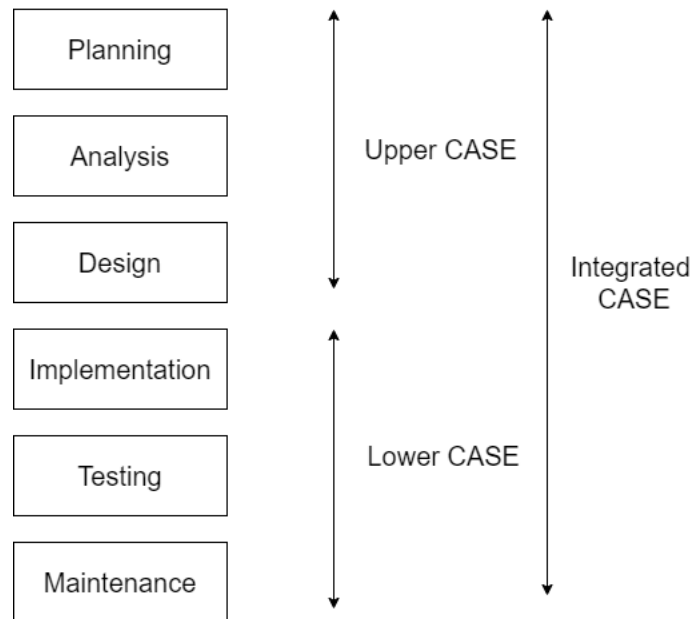 Planning
Analysis
Upper CASE
Design
Integrated
CASE
Implementation
Lower CASE
Testing
Maintenance